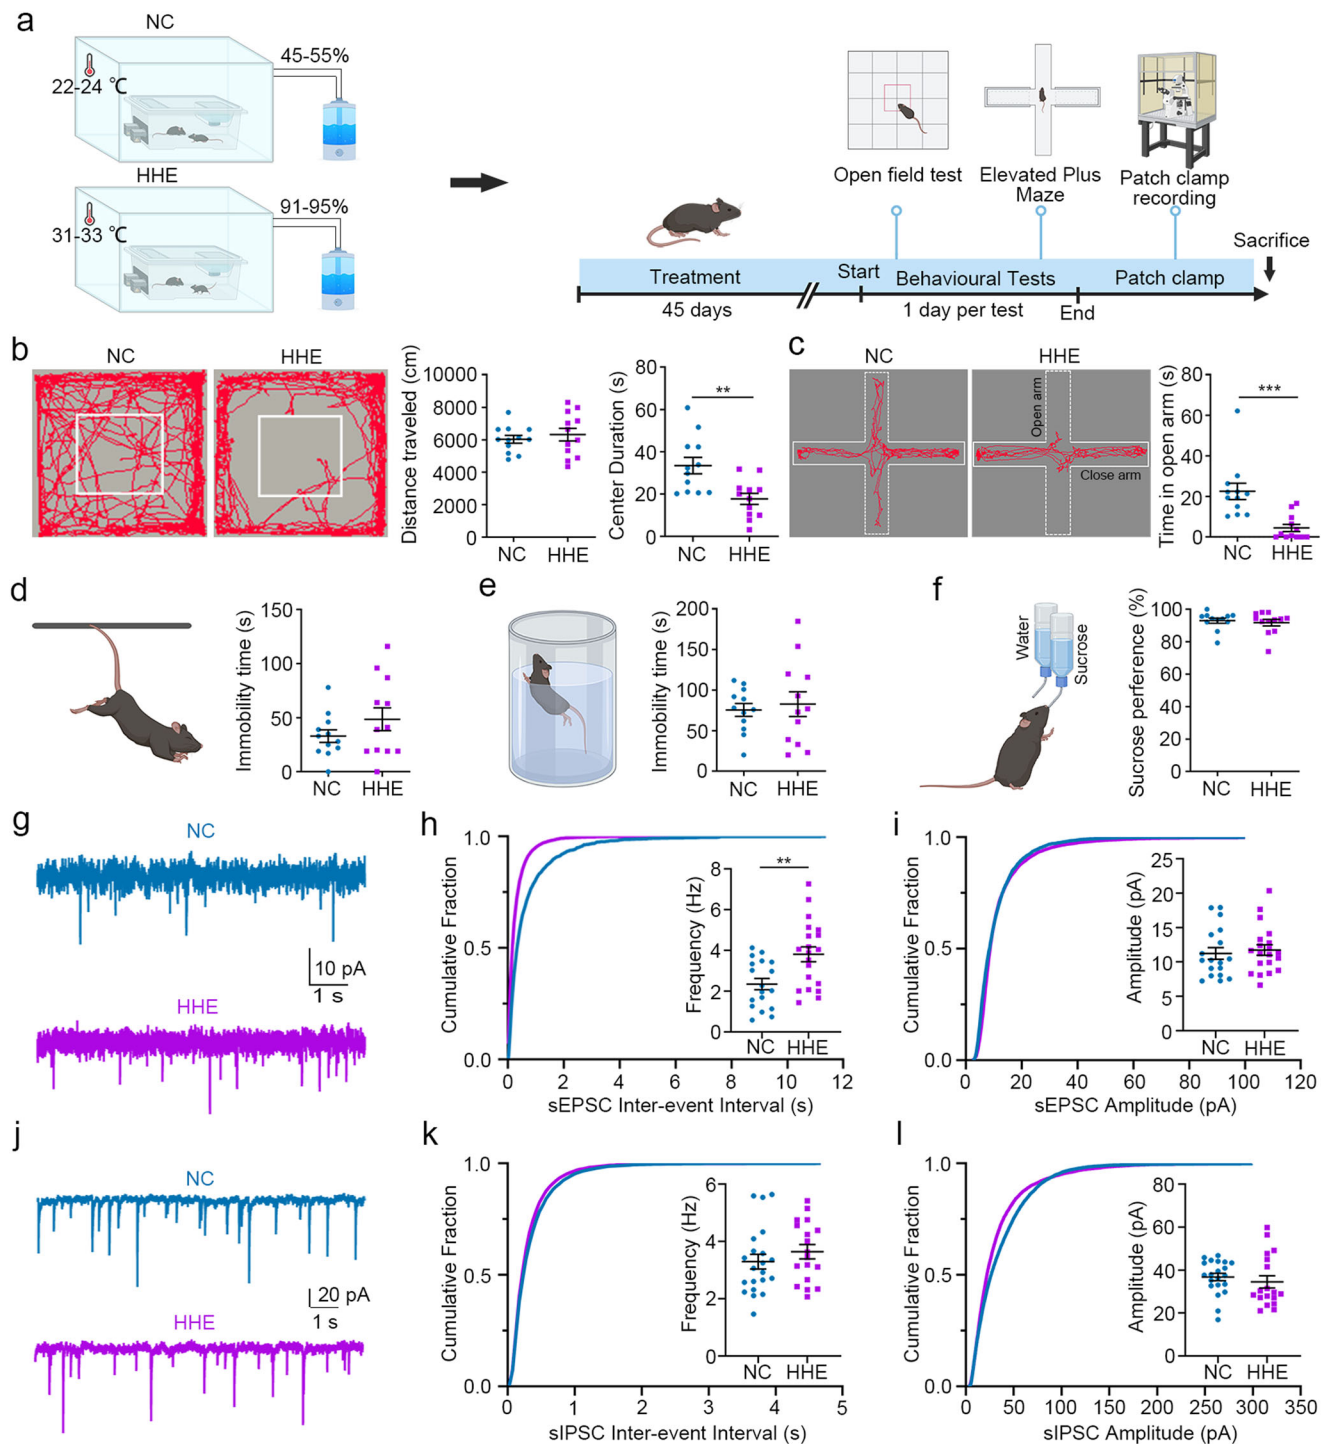 a
NC
45-55%
22-24 ℃
HHE
91-95%
31-33 ℃
Open field test
Elevated Plus
Maze
Patch clamp
recording
Sacrifice
Treatment
Start
Behavioural Tests
Patch clamp
45 days
1 day per test
End
b
NC
HHE
Distance traveled (cm)
10000
8000
6000
4000
2000
0
NC
HHE
Center Duration (s)
80
60
40
20
0
**
NC
HHE
c
NC
HHE
Open arm
Close arm
Time in open arm (s)
80
60
40
20
0
***
NC
HHE
d
Immobility time (s)
150
100
50
0
NC
HHE
e
Immobility time (s)
200
150
100
50
0
NC
HHE
f
Water
Sucrose
Sucrose perference (%)
100
80
60
40
20
0
NC
HHE
g
NC
10 pA
1 s
HHE
h
Cumulative Fraction
1.0
0.5
0.0
0
2
4
6
8
10
12
sEPSC Inter-event Interval (s)
Frequency (Hz)
8
6
4
2
0
**
NC
HHE
i
Cumulative Fraction
1.0
0.5
0.0
0
20
40
60
80
100
120
sEPSC Amplitude (pA)
Amplitude (pA)
25
20
15
10
5
0
NC
HHE
j
NC
20 pA
1 s
HHE
k
Cumulative Fraction
1.0
0.5
0.0
0
1
2
3
4
5
sIPSC Inter-event Interval (s)
Frequency (Hz)
6
4
2
0
NC
HHE
l
Cumulative Fraction
1.0
0.5
0.0
0
50
100
150
200
250
300
350
sIPSC Amplitude (pA)
Amplitude (pA)
80
60
40
20
0
NC
HHE